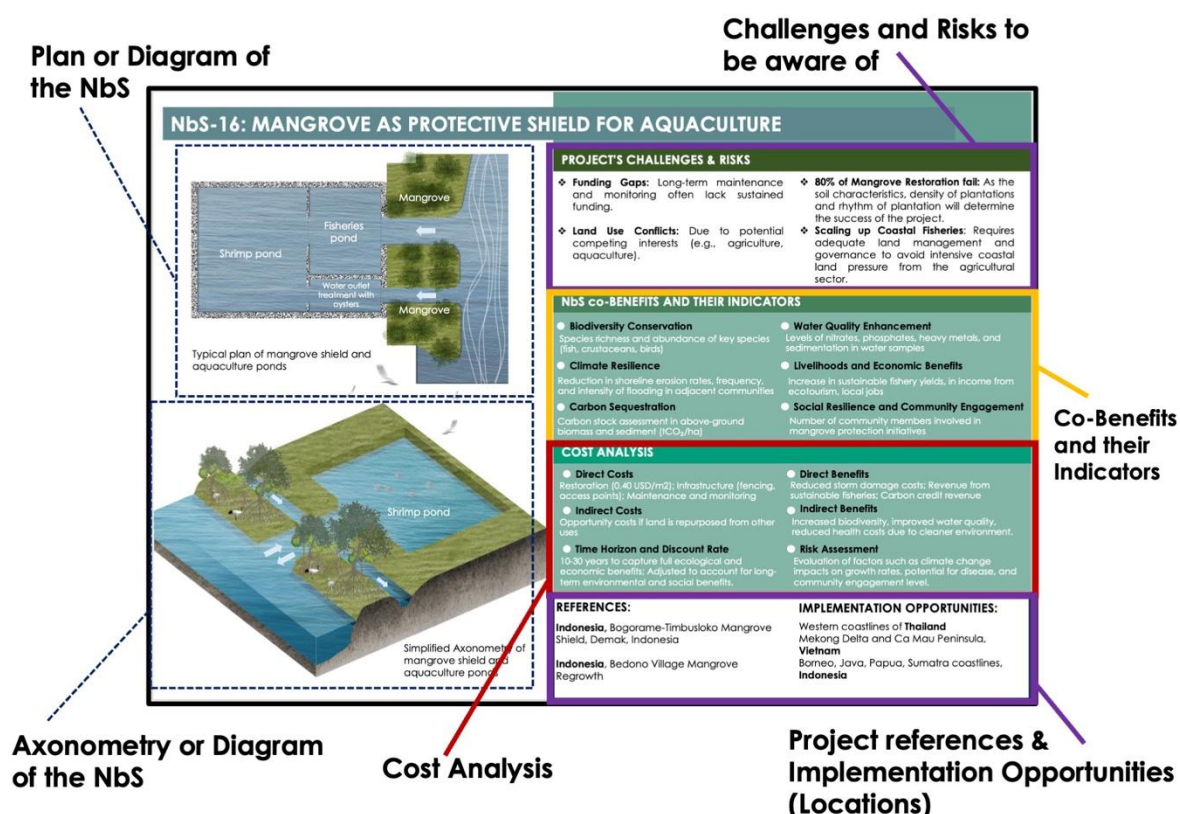 Plan or Diagram of
the NbS
Challenges and Risks to
be aware of
NbS-16: MANGROVE AS PROTECTIVE SHIELD FOR AQUACULTURE
Mangrove
Fisheries
pond
Shrimp pond
Water outlet
treatment with
oysters
Mangrove
Typical plan of mangrove shield and
aquaculture ponds
Shrimp pond
Simplified Axonometry of
mangrove shield and
aquaculture ponds
PROJECT'S CHALLENGES & RISKS
❖ Funding Gaps: Long-term maintenance
and monitoring often lack sustained
funding.
❖ Land Use Conflicts: Due to potential
competing interests (e.g., agriculture,
aquaculture).
❖ 80% of Mangrove Restoration fail: As the
soil characteristics, density of plantations
and rhythm of plantation will determine
the success of the project.
❖ Scaling up Coastal Fisheries: Requires
adequate land management and
governance to avoid intensive coastal
land pressure from the agricultural
sector.
NbS co-BENEFITS AND THEIR INDICATORS
Biodiversity Conservation
Species richness and abundance of key species
(fish, crustaceans, birds)
Climate Resilience
Reduction in shoreline erosion rates, frequency,
and intensity of flooding in adjacent communities
Carbon Sequestration
Carbon stock assessment in above-ground
biomass and sediment (tCO₂/ha)
Water Quality Enhancement
Levels of nitrates, phosphates, heavy metals, and
sedimentation in water samples
Livelihoods and Economic Benefits
Increase in sustainable fishery yields, in income from
ecotourism, local jobs
Social Resilience and Community Engagement
Number of community members involved in
mangrove protection initiatives
COST ANALYSIS
Direct Costs
Restoration (0.40 USD/m2); Infrastructure (fencing,
access points); Maintenance and monitoring
Indirect Costs
Opportunity costs if land is repurposed from other
uses
Time Horizon and Discount Rate
10-30 years to capture full ecological and
economic benefits; Adjusted to account for long-
term environmental and social benefits.
Direct Benefits
Reduced storm damage costs; Revenue from
sustainable fisheries; Carbon credit revenue
Indirect Benefits
Increased biodiversity, improved water quality,
reduced health costs due to cleaner environment.
Risk Assessment
Evaluation of factors such as climate change
impacts on growth rates, potential for disease, and
community engagement level.
REFERENCES:
Indonesia, Bogorame-Timbusloko Mangrove
Shield, Demak, Indonesia
Indonesia, Bedono Village Mangrove
Regrowth
IMPLEMENTATION OPPORTUNITIES:
Western coastlines of Thailand
Mekong Delta and Ca Mau Peninsula,
Vietnam
Borneo, Java, Papua, Sumatra coastlines,
Indonesia
Co-Benefits
and their
Indicators
Axonometry or Diagram
of the NbS
Cost Analysis
Project references &
Implementation Opportunities
(Locations)